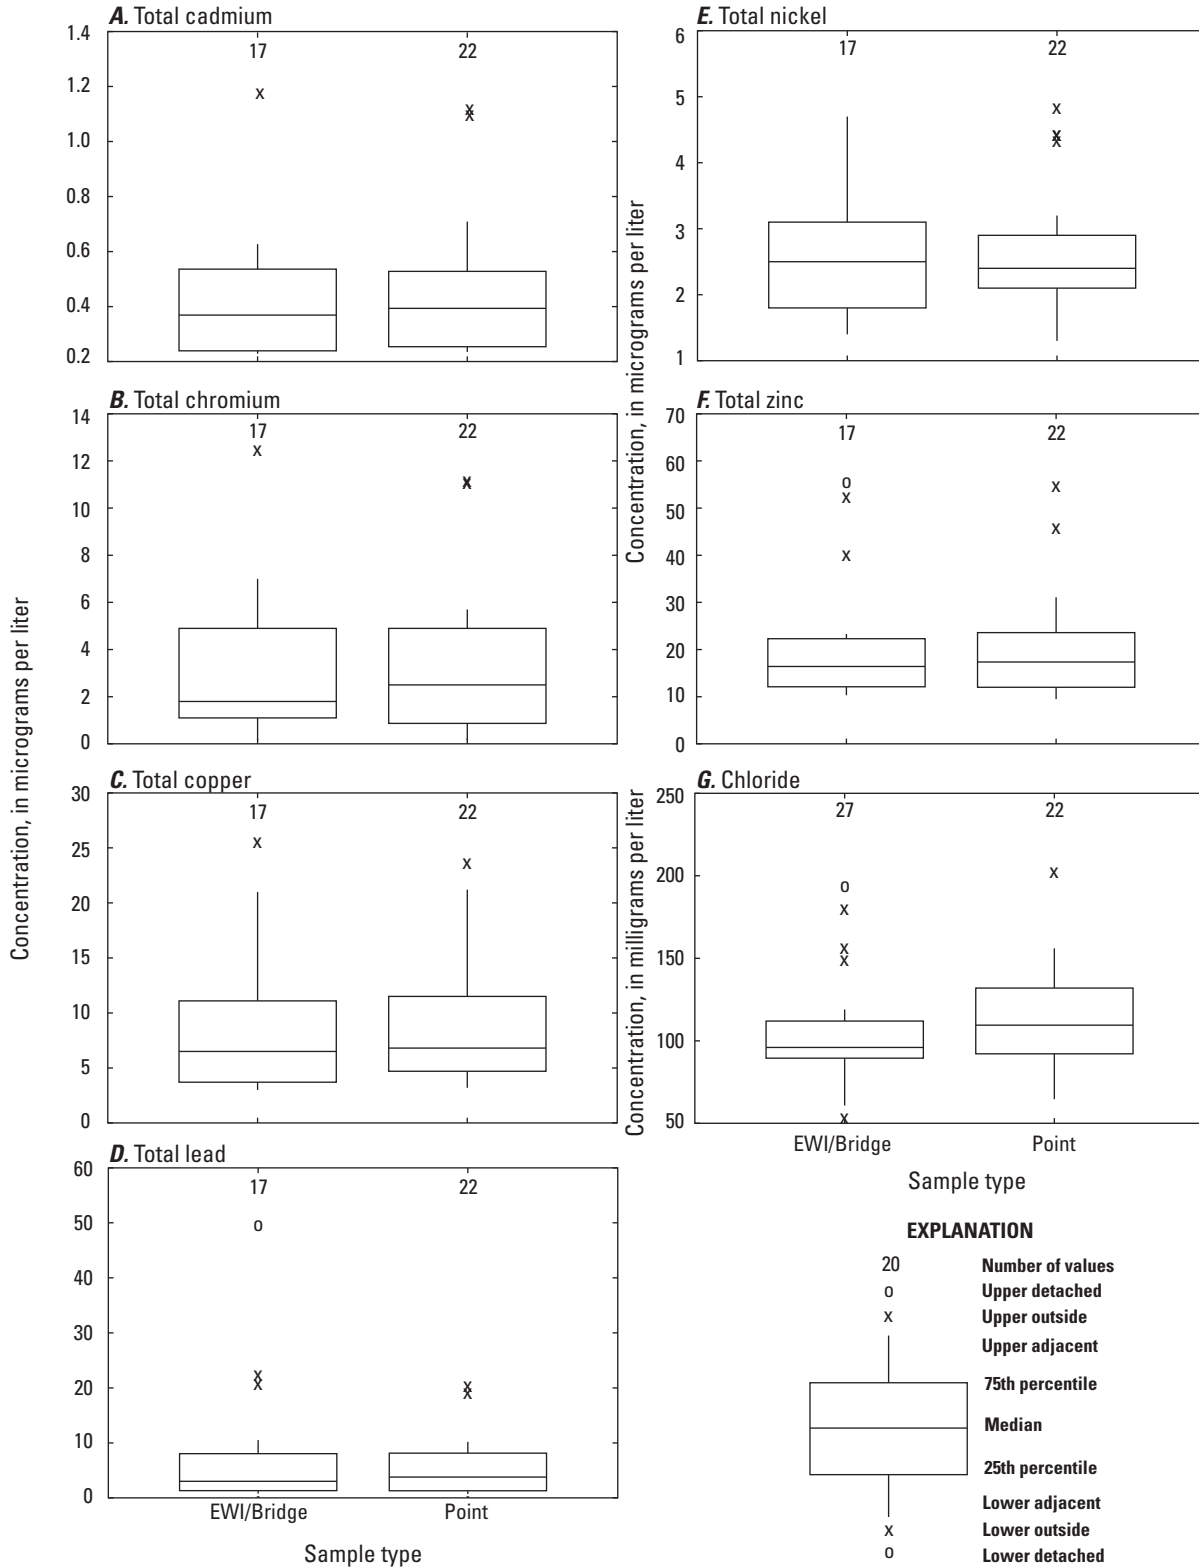 A. Total cadmium
17
22
1.4
1.2
1.0
0.8
0.6
0.4
0.2
x
x
x
B. Total chromium
17
22
14
12
10
8
6
4
2
0
x
x
x
C. Total copper
17
22
30
25
20
15
10
5
0
x
x
D. Total lead
17
22
60
50
40
30
20
10
0
o
x
x
x
x
EWI/Bridge
Point
Sample type
Concentration, in micrograms per liter
E. Total nickel
17
22
6
5
4
3
2
1
x
x
x
F. Total zinc
17
22
70
60
50
40
30
20
10
0
o
x
x
x
x
Concentration, in micrograms per liter
G. Chloride
27
22
250
200
150
100
50
o
x
x
x
x
x
EWI/Bridge
Point
Sample type
Concentration, in milligrams per liter
EXPLANATION
20 Number of values
o Upper detached
x Upper outside
Upper adjacent
75th percentile
Median
25th percentile
Lower adjacent
x Lower outside
o Lower detached